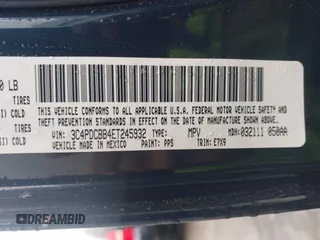 0 LB
TIRES
I) COLD
TIRES
SI) COLD
THIS VEHICLE CONFORMS TO ALL APPLICABLE U.S.A. FEDERAL MOTOR VEHICLE SAFETY AND
THEFT PREVENTION STANDARDS IN EFFECT ON THE DATE OF MANUFACTURE SHOWN ABOVE.
VIN: 3C4PDCBB4ET245932 TYPE: MPV MDH: 032111 050AA
VEHICLE MADE IN MEXICO PAINT: PPS TRIM: E7X9
© DREAMBID